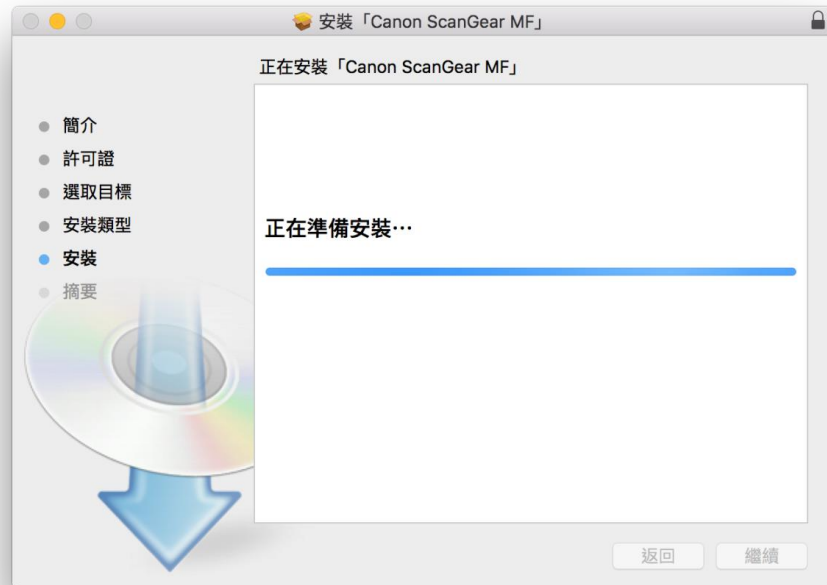 安裝「Canon ScanGear MF」
正在安裝「Canon ScanGear MF」
簡介
許可證
選取目標
安裝類型
安裝
摘要
正在準備安裝⋯
返回
繼續